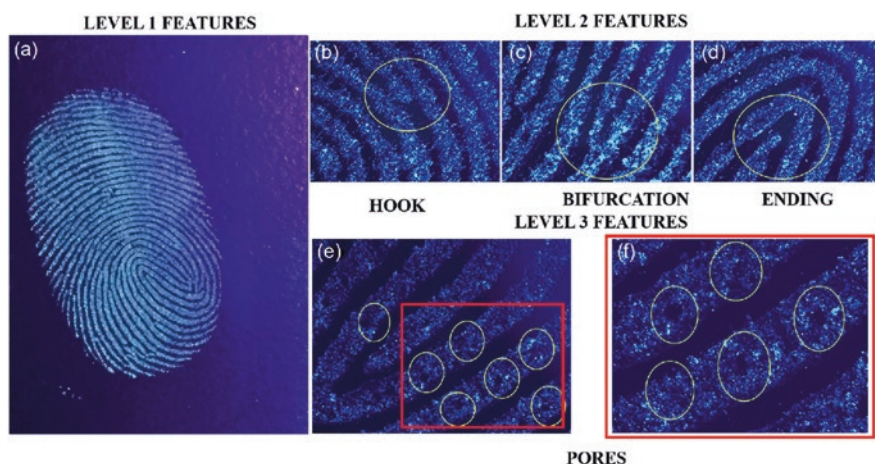 LEVEL 1 FEATURES
LEVEL 2 FEATURES
(a)
(b)
(c)
(d)
HOOK
BIFURCATION
ENDING
LEVEL 3 FEATURES
(e)
(f)
PORES